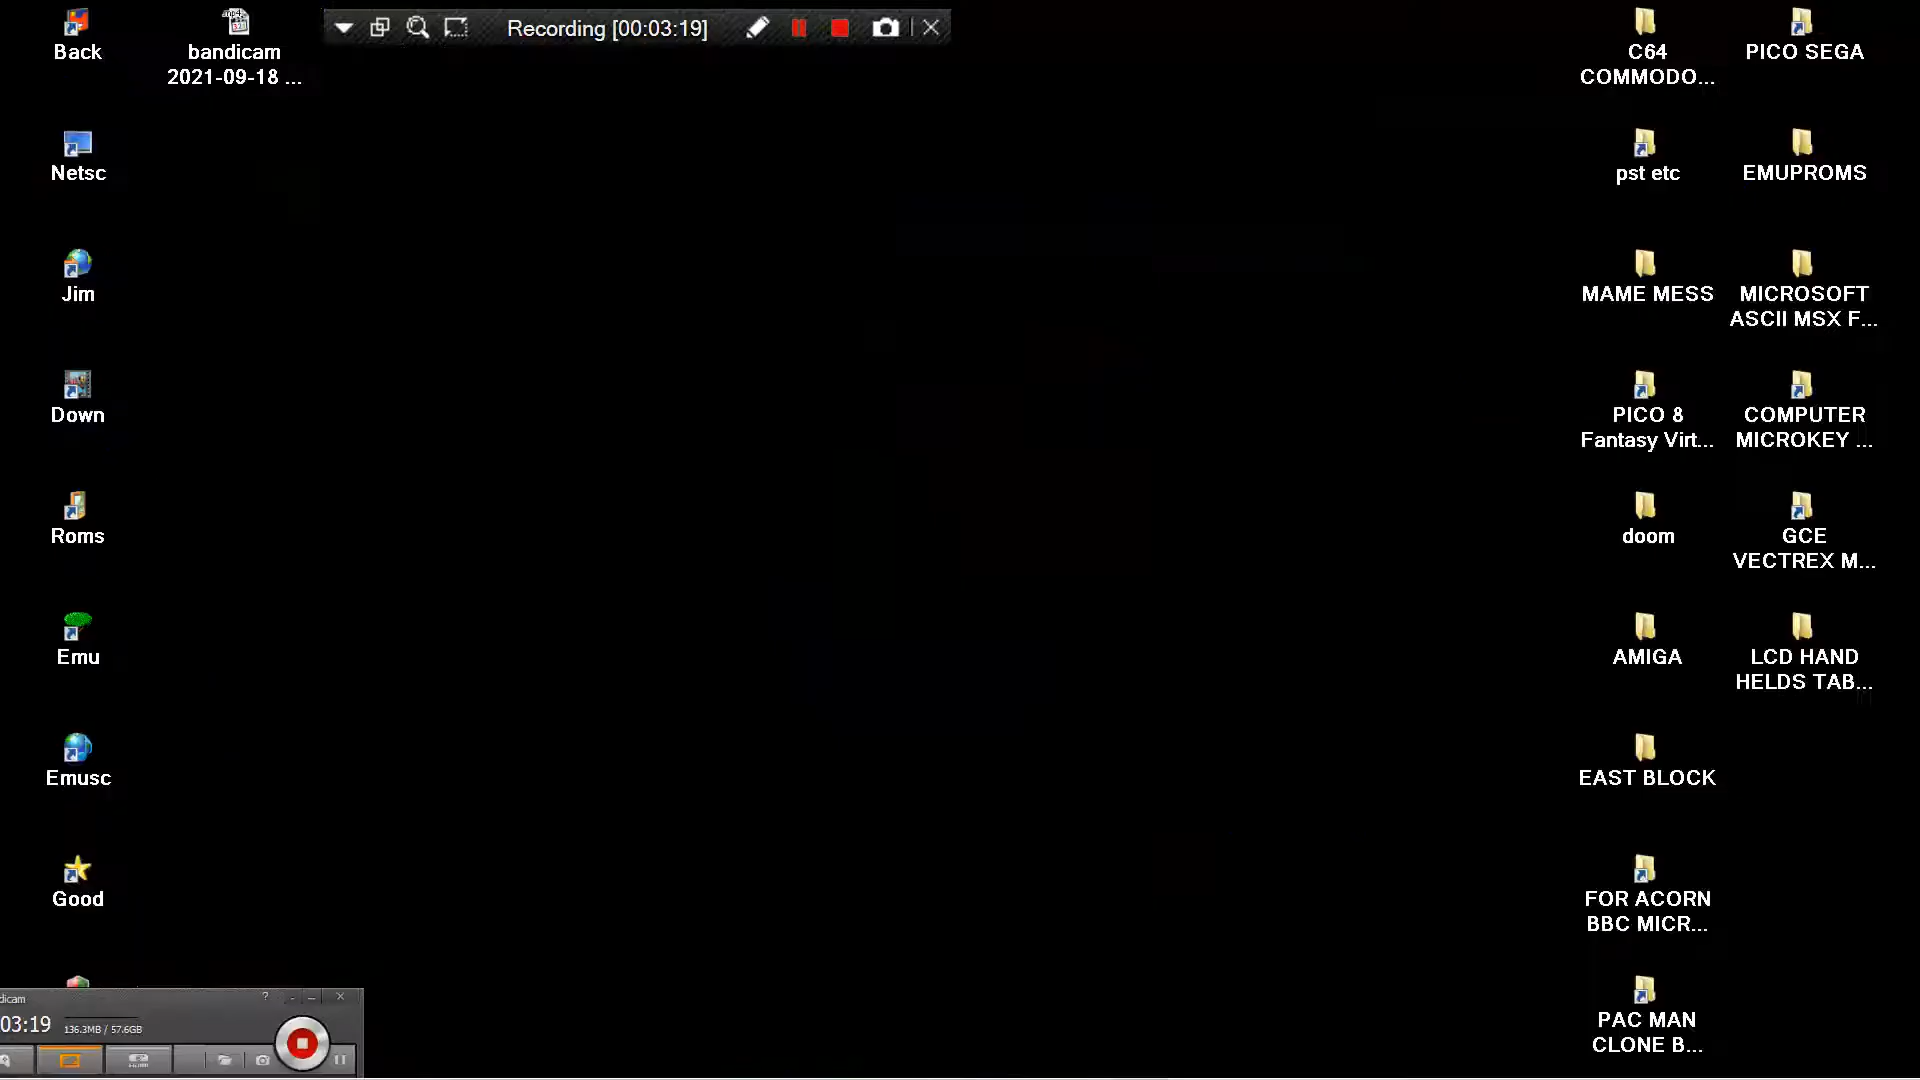 Back
bandicam
2021-09-18 ...
Recording [00:03:19]
C64
COMMODO...
PICO SEGA
Netsc
pst etc
EMUPROMS
Jim
MAME MESS
MICROSOFT
ASCII MSX F...
Down
PICO 8
Fantasy Virt...
COMPUTER
MICROKEY ...
Roms
doom
GCE
VECTREX M...
Emu
AMIGA
LCD HAND
HELDS TAB...
Emusc
EAST BLOCK
Good
FOR ACORN
BBC MICR...
PAC MAN
CLONE B...
dicam
03:19
136.3MB / 57.6GB